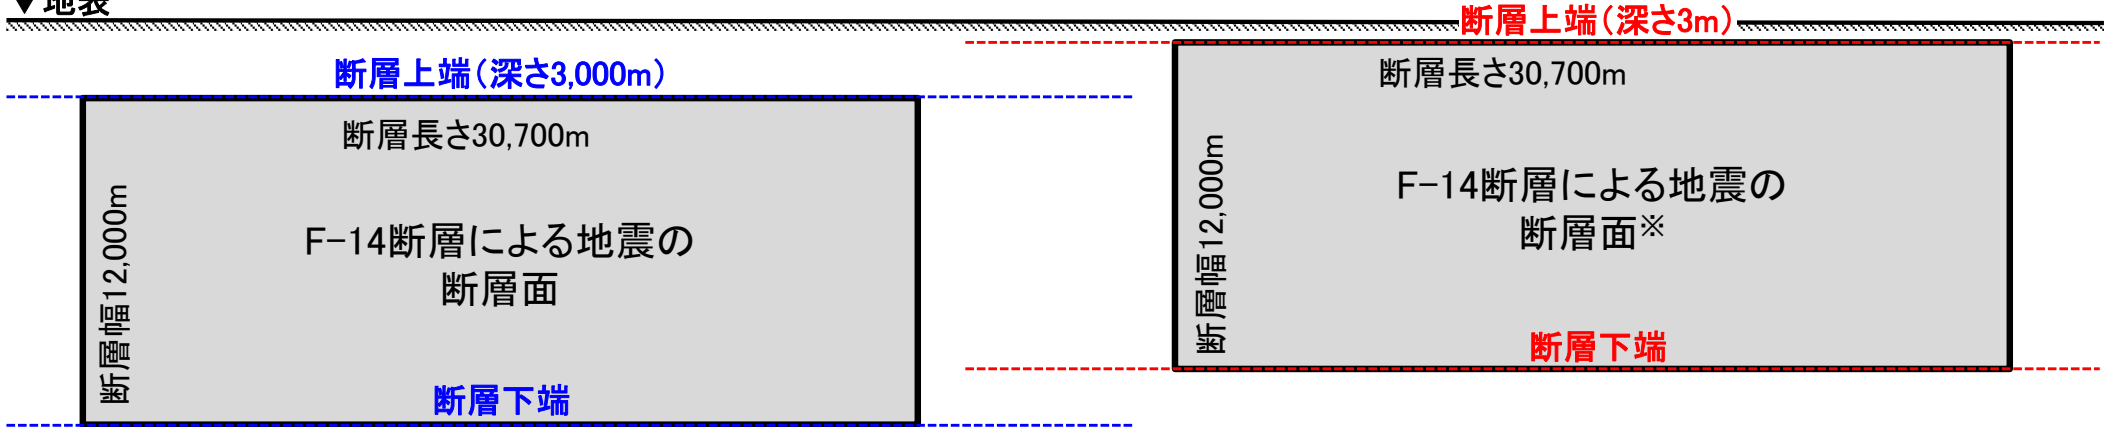 ▼地表
断層上端（深さ3,000m）
断層長さ30,700m
断層幅12,000m
F-14断層による地震の
断層面
断層下端
断層上端（深さ3m）
断層長さ30,700m
断層幅12,000m
F-14断層による地震の
断層面※
断層下端